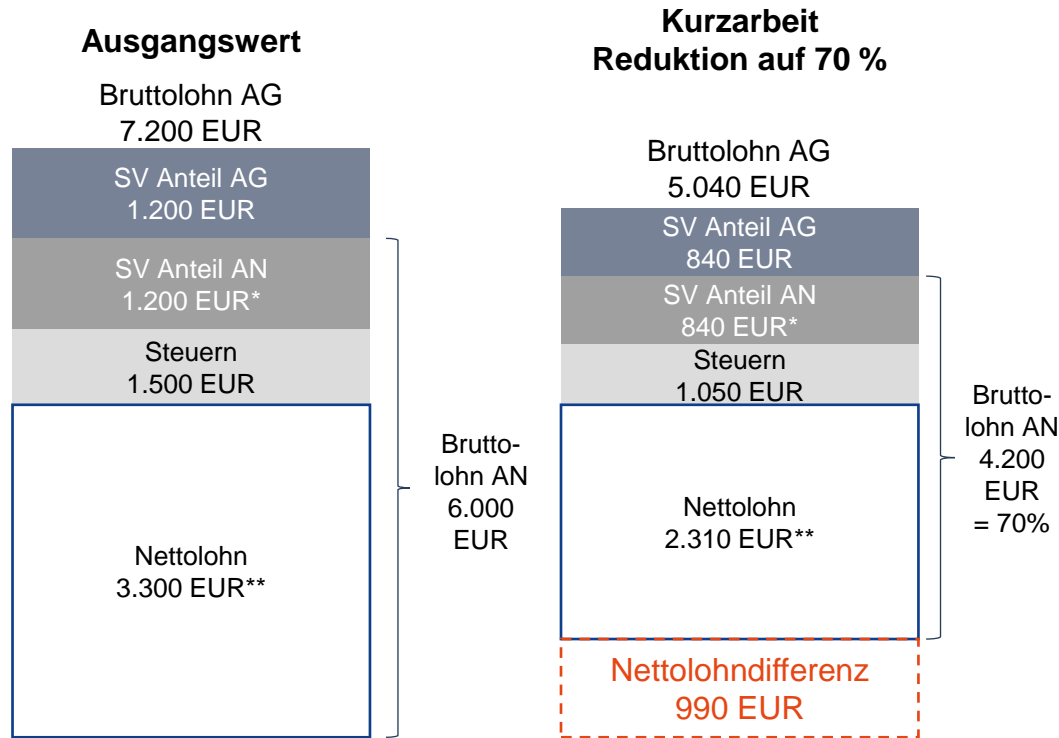 Ausgangswert
Bruttolohn AG
7.200 EUR
SV Anteil AG
1.200 EUR
SV Anteil AN
1.200 EUR*
Steuern
1.500 EUR
Nettolohn
3.300 EUR**
Brutto-
lohn AN
6.000
EUR
Kurzarbeit
Reduktion auf 70 %
Bruttolohn AG
5.040 EUR
SV Anteil AG
840 EUR
SV Anteil AN
840 EUR*
Steuern
1.050 EUR
Nettolohn
2.310 EUR**
Nettolohndifferenz
990 EUR
Brutto-
lohn AN
4.200
EUR
= 70%